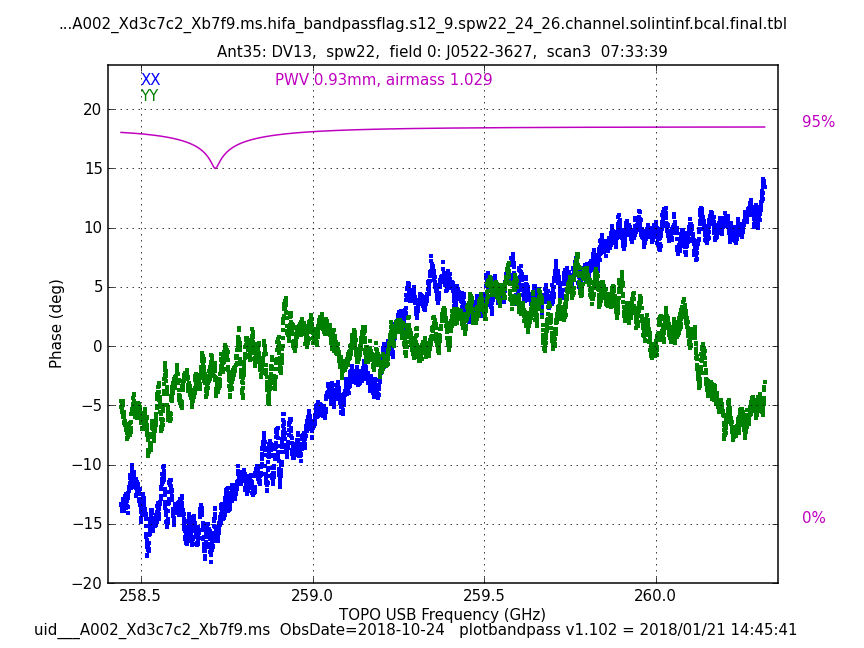 ...A002_Xd3c7c2_Xb7f9.ms.hifa_bandpassflag.s12_9.spw22_24_26.channel.solintinf.bcal.final.tbl
Ant35: DV13,  spw22,  field 0: J0522-3627,  scan3  07:33:39
XX
PWV 0.93mm, airmass 1.029
YY
20
95%
15
10
5
Phase (deg)
0
−5
−10
−15
0%
−20
258.5 259.0 259.5 260.0
TOPO USB Frequency (GHz)
uid___A002_Xd3c7c2_Xb7f9.ms  ObsDate=2018-10-24   plotbandpass v1.102 = 2018/01/21 14:45:41